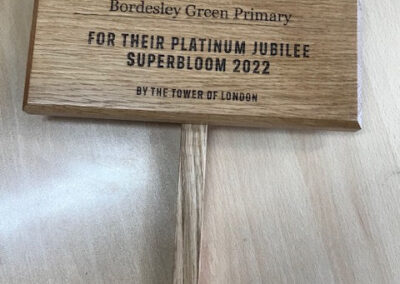 Bordesley Green Primary
FOR THEIR PLATINUM JUBILEE
SUPERBLOOM 2022
BY THE TOWER OF LONDON